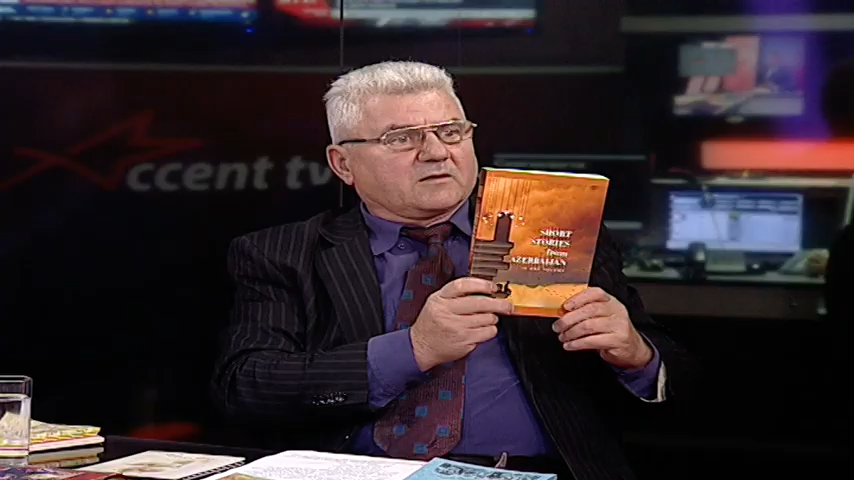 ccent tv
SHORT
STORIES
from
AZERBAIJAN